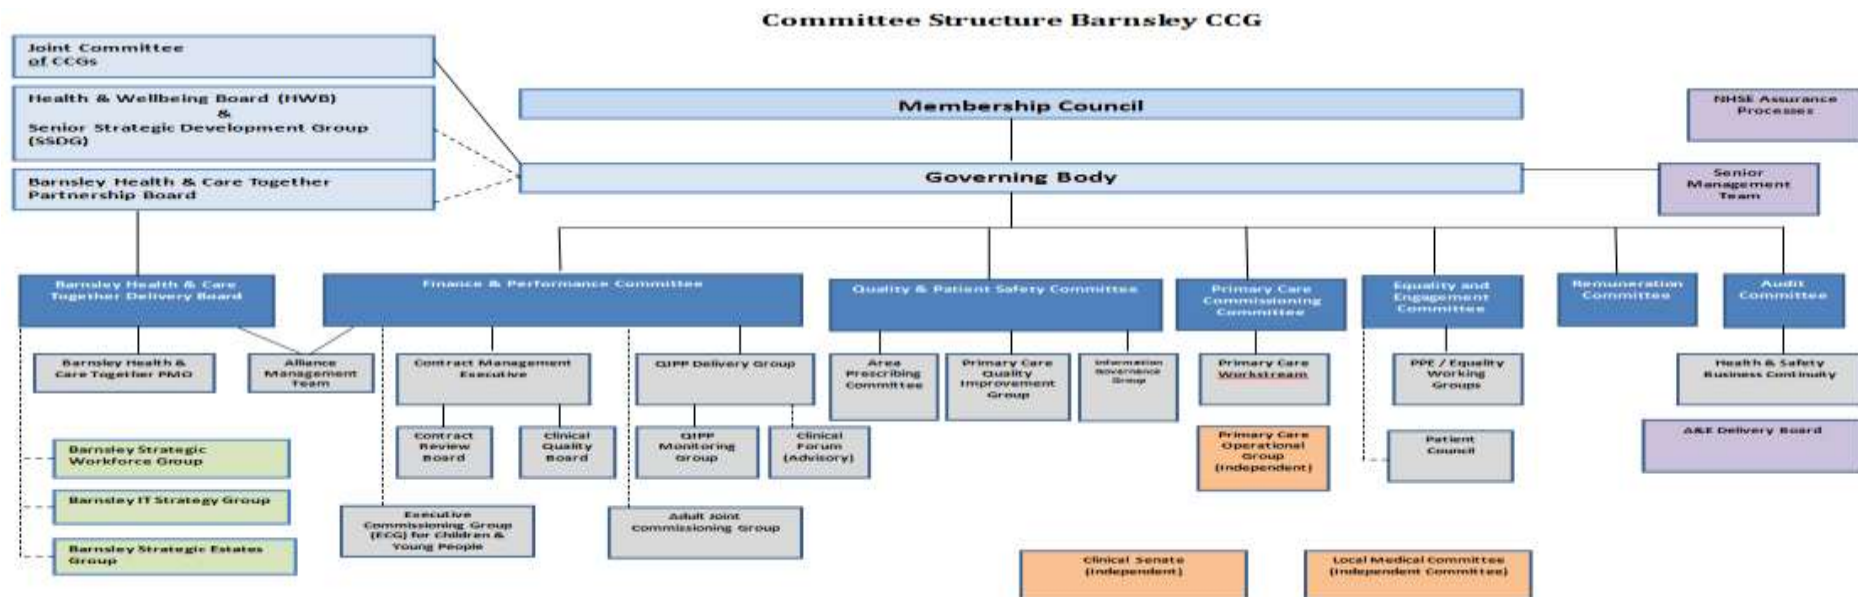 Committee Structure Barnsley CCG
Joint Committee
of CCGs
Health & Wellbeing Board (HWB)
&
Senior Strategic Development Group
(SSDG)
Barnsley Health & Care Together
Partnership Board
Membership Council
Governing Body
NHSE Assurance
Processes
Senior
Management
Team
Barnsley Health & Care
Together Delivery Board
Finance & Performance Committee
Quality & Patient Safety Committee
Primary Care
Commissioning
Committee
Equality and
Engagement
Committee
Remuneration
Committee
Audit
Committee
Barnsley Health &
Care Together PMO
Alliance
Management
Team
Contract Management
Executive
QIPP Delivery Group
Area
Prescribing
Committee
Primary Care
Quality
Improvement
Group
Information
Governance
Group
Primary Care
Workstream
PPE / Equality
Working
Groups
Health & Safety
Business Continuity
Contract
Review
Board
Clinical
Quality
Board
QIPP
Monitoring
Group
Clinical
Forum
(Advisory)
Primary Care
Operational
Group
(Independent)
Patient
Council
A&E Delivery Board
Barnsley Strategic
Workforce Group
Barnsley IT Strategy Group
Barnsley Strategic Estates
Group
Executive
Commissioning Group
(ECG) for Children &
Young People
Adult Joint
Commissioning Group
Clinical Senate
(Independent)
Local Medical Committee
(Independent Committee)